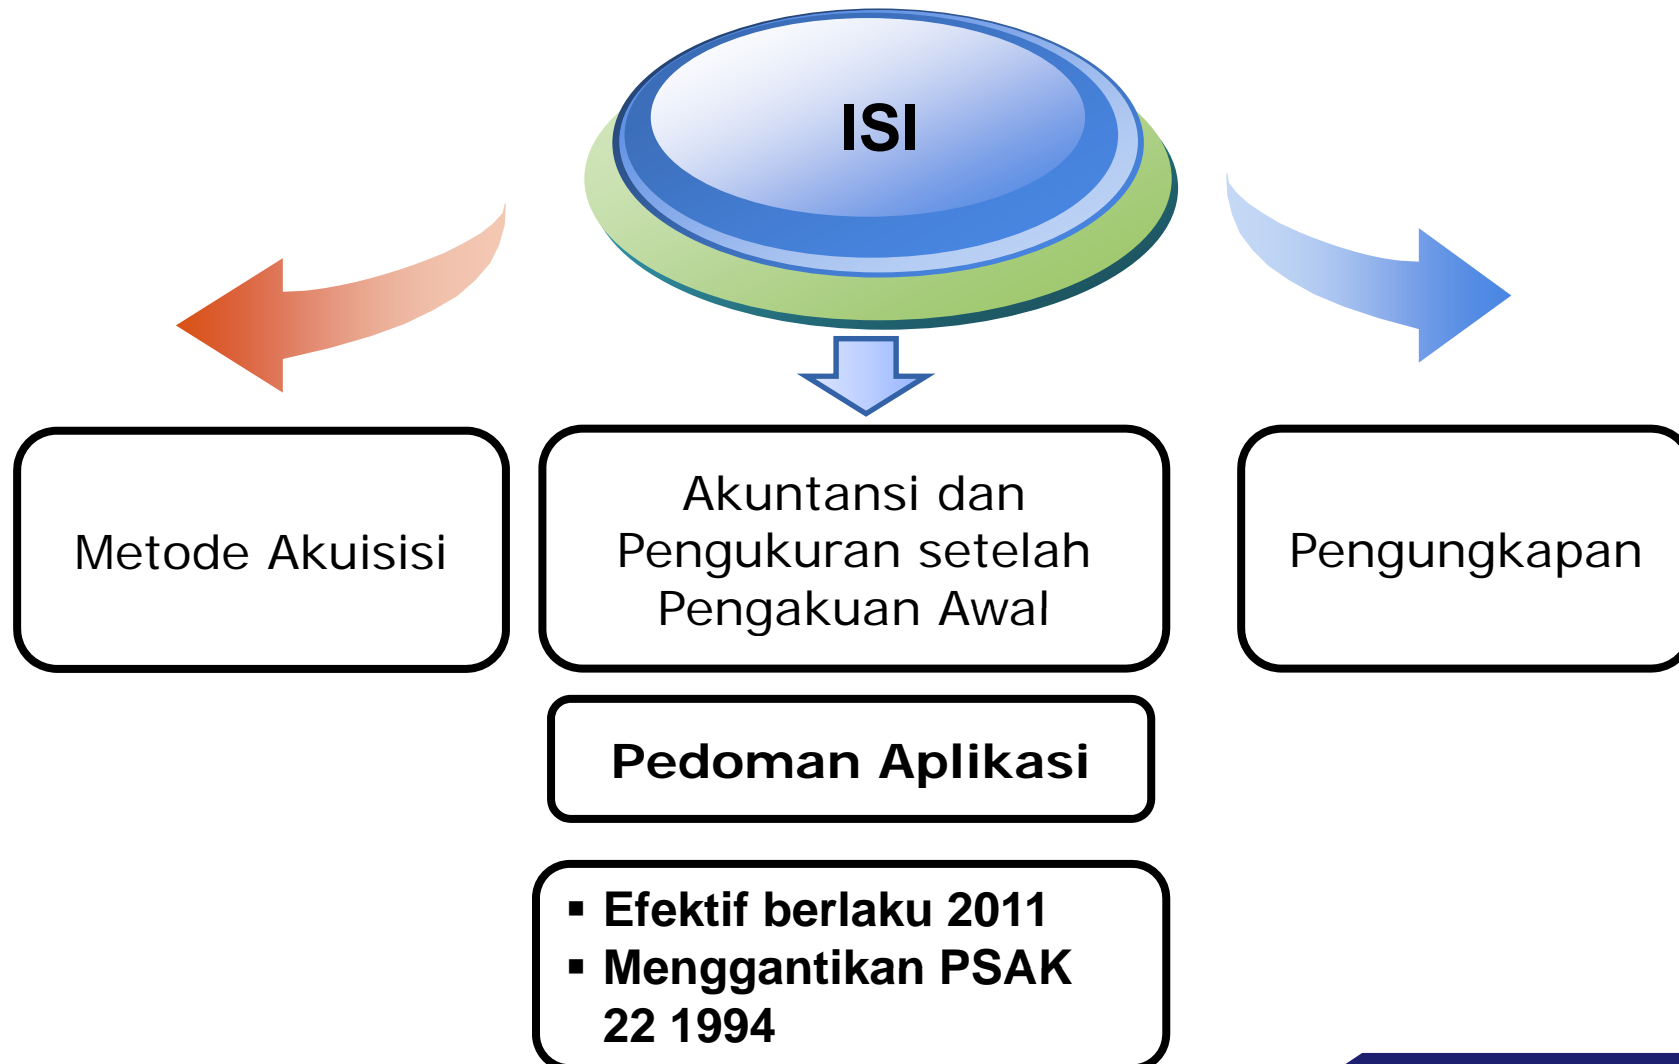 ISI
Metode Akuisisi
Akuntansi dan
Pengukuran setelah
Pengakuan Awal
Pengungkapan
Pedoman Aplikasi
▪ Efektif berlaku 2011
▪ Menggantikan PSAK
22 1994